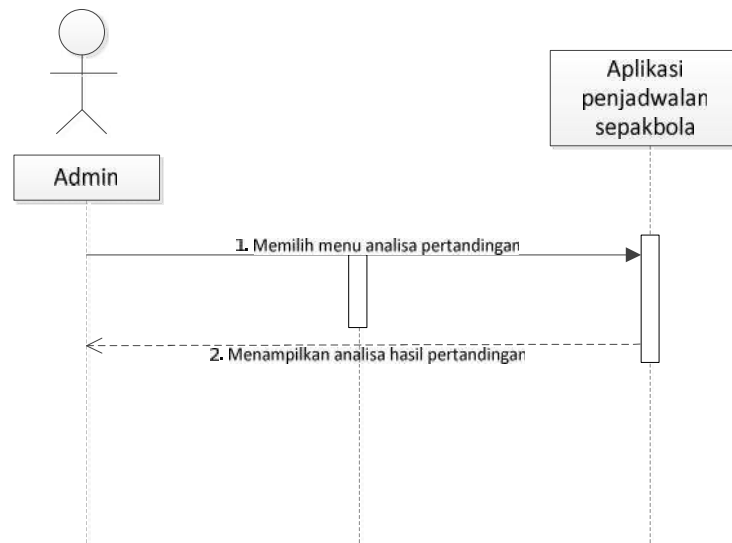 Aplikasi
penjadwalan
sepakbola
Admin
1. Memilih menu analisa pertandingan
2. Menampilkan analisa hasil pertandingan